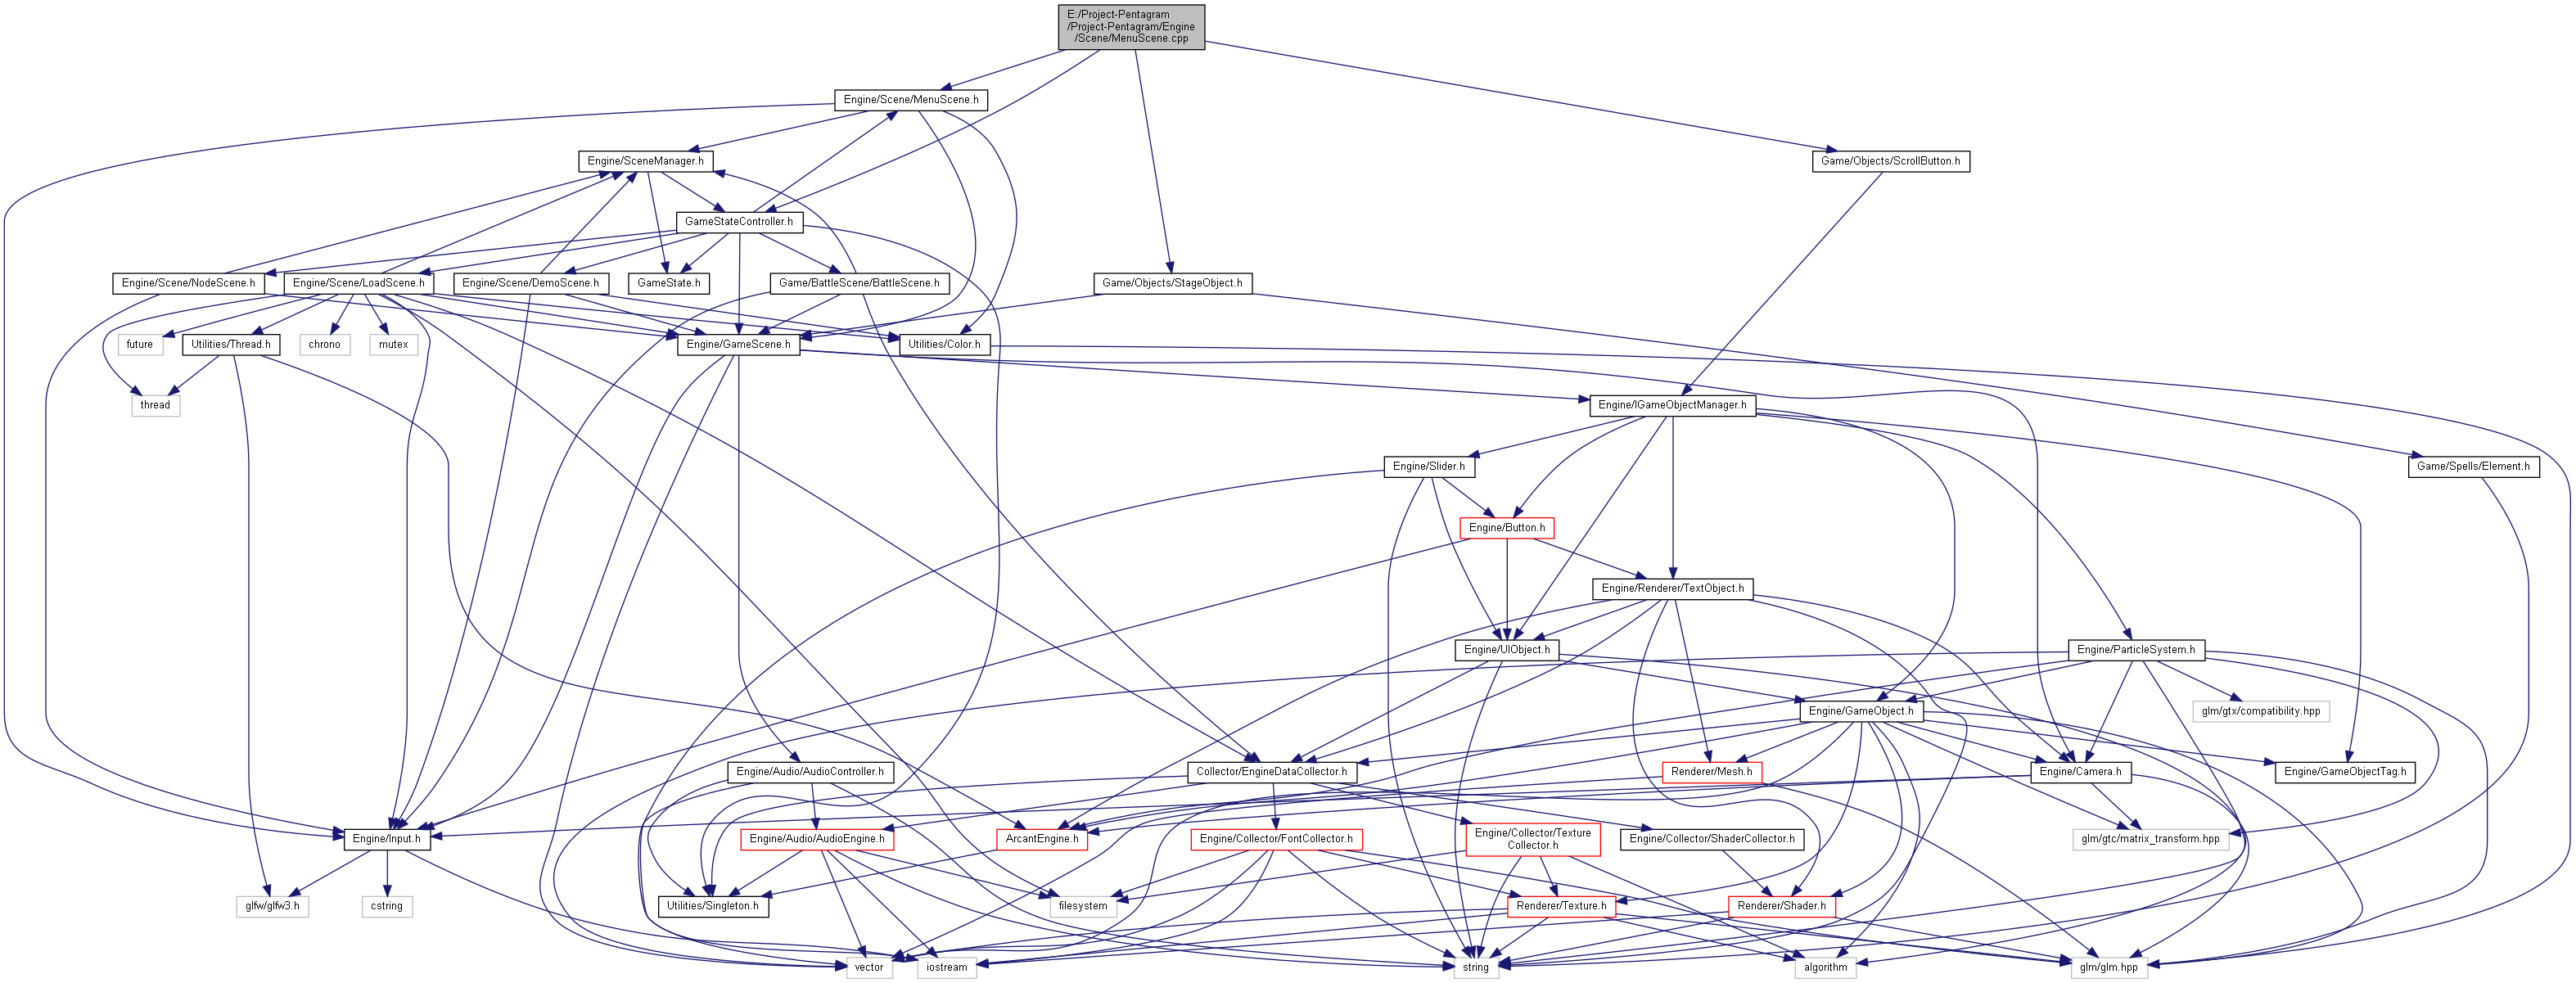 E:/Project-Pentagram
/Project-Pentagram/Engine
/Scene/MenuScene.cpp
Engine/Scene/MenuScene.h
Engine/SceneManager.h
Game/Objects/ScrollButton.h
GameStateController.h
Engine/Scene/NodeScene.h
Engine/Scene/LoadScene.h
Engine/Scene/DemoScene.h
GameState.h
Game/BattleScene/BattleScene.h
Game/Objects/StageObject.h
future
Utilities/Thread.h
chrono
mutex
Engine/GameScene.h
Utilities/Color.h
thread
Engine/IGameObjectManager.h
Engine/Slider.h
Game/Spells/Element.h
Engine/Button.h
Engine/Renderer/TextObject.h
Engine/UIObject.h
Engine/ParticleSystem.h
Engine/GameObject.h
glm/gtx/compatibility.hpp
Engine/Audio/AudioController.h
Collector/EngineDataCollector.h
Renderer/Mesh.h
Engine/Camera.h
Engine/GameObjectTag.h
Engine/Input.h
Engine/Audio/AudioEngine.h
ArcantEngine.h
Engine/Collector/FontCollector.h
Engine/Collector/Texture
Collector.h
Engine/Collector/ShaderCollector.h
glm/gtc/matrix_transform.hpp
glfw/glfw3.h
cstring
Utilities/Singleton.h
filesystem
Renderer/Texture.h
Renderer/Shader.h
vector
iostream
string
algorithm
glm/glm.hpp